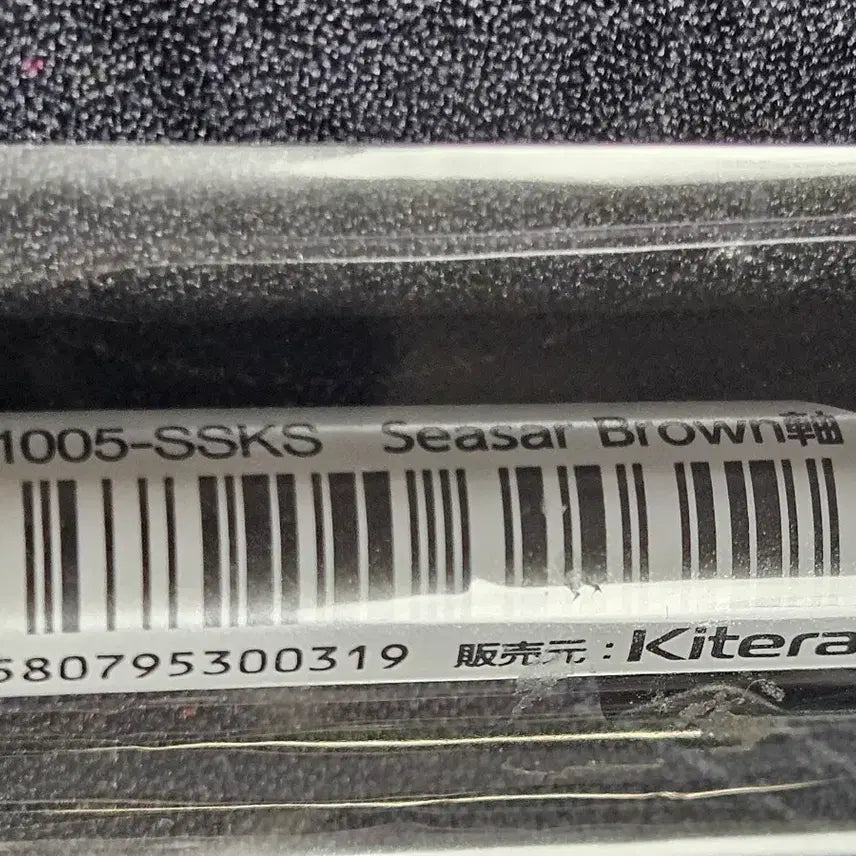 1005-SSKS Seasar Brown軸
580795300319 販売元:Kitera